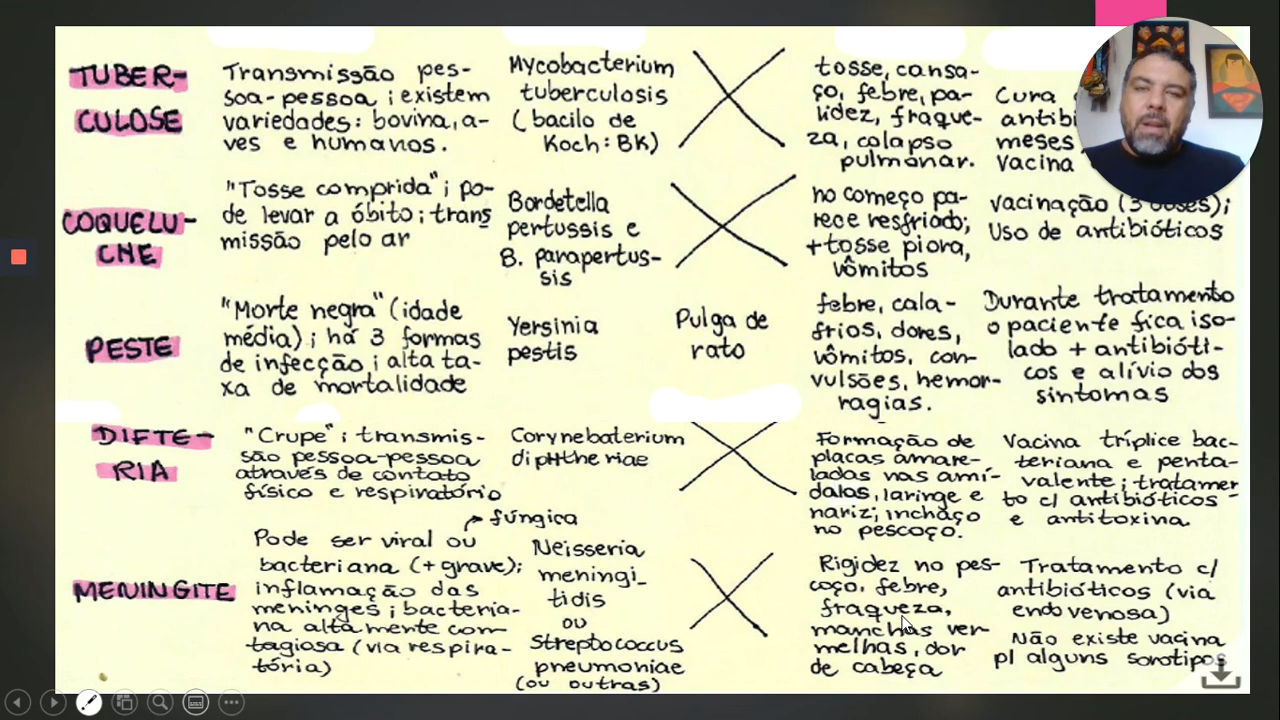 TUBER-
CULOSE
Transmissão pes-
soa-pessoa; existem
variedades: bovina, a-
ves e humanos.
Mycobacterium
tuberculosis
(bacilo de
Koch: BK)
tosse, cansa-
ço, febre, pa-
lidez, fraque-
za, colapso
pulmonar.
Cura
antibi
meses
vacina
COQUELU-
CHE
"Tosse comprida"; po-
de levar a óbito; trans
missão pelo ar
Bordetella
pertussis e
B. parapertus-
sis
no começo pa-
rece resfriado;
+tosse piora,
vômitos
vacinação (3 doses);
Uso de antibióticos
PESTE
"Morte negra" (idade
média); há 3 formas
de infecção; alta ta-
xa de mortalidade
Yersinia
pestis
Pulga de
rato
febre, cala-
frios, dores,
vômitos, con-
vulsões, hemor-
ragias.
Durante tratamento
o paciente fica iso-
lado + antibióti-
cos e alívio dos
sintomas
DIFTE-
RIA
"Crupe"; transmis-
são pessoa-pessoa
através de contato
físico e respiratório
Corynebaterium
diphtheriae
Formação de
placas amare-
ladas nas amí-
dalas, laringe e
nariz; inchaço
no pescoço.
Vacina tríplice bac-
teriana e penta-
valente; tratamen
to c/ antibióticos
e antitoxina.
MENINGITE
fúngica
Pode ser viral ou
bacteriana (+grave);
inflamação das
meninges; bacteria-
na altamente con-
tagiosa (via respira-
tória)
Neisseria
meningi_
tidis
ou
Streptococcus
pneumoniae
(ou outras)
Rigidez no pes-
coço, febre,
fraqueza,
manchas ver-
melhas, dor
de cabeça
Tratamento c/
antibióticos (via
endovenosa)
Não existe vacina
p/ alguns sorotipos